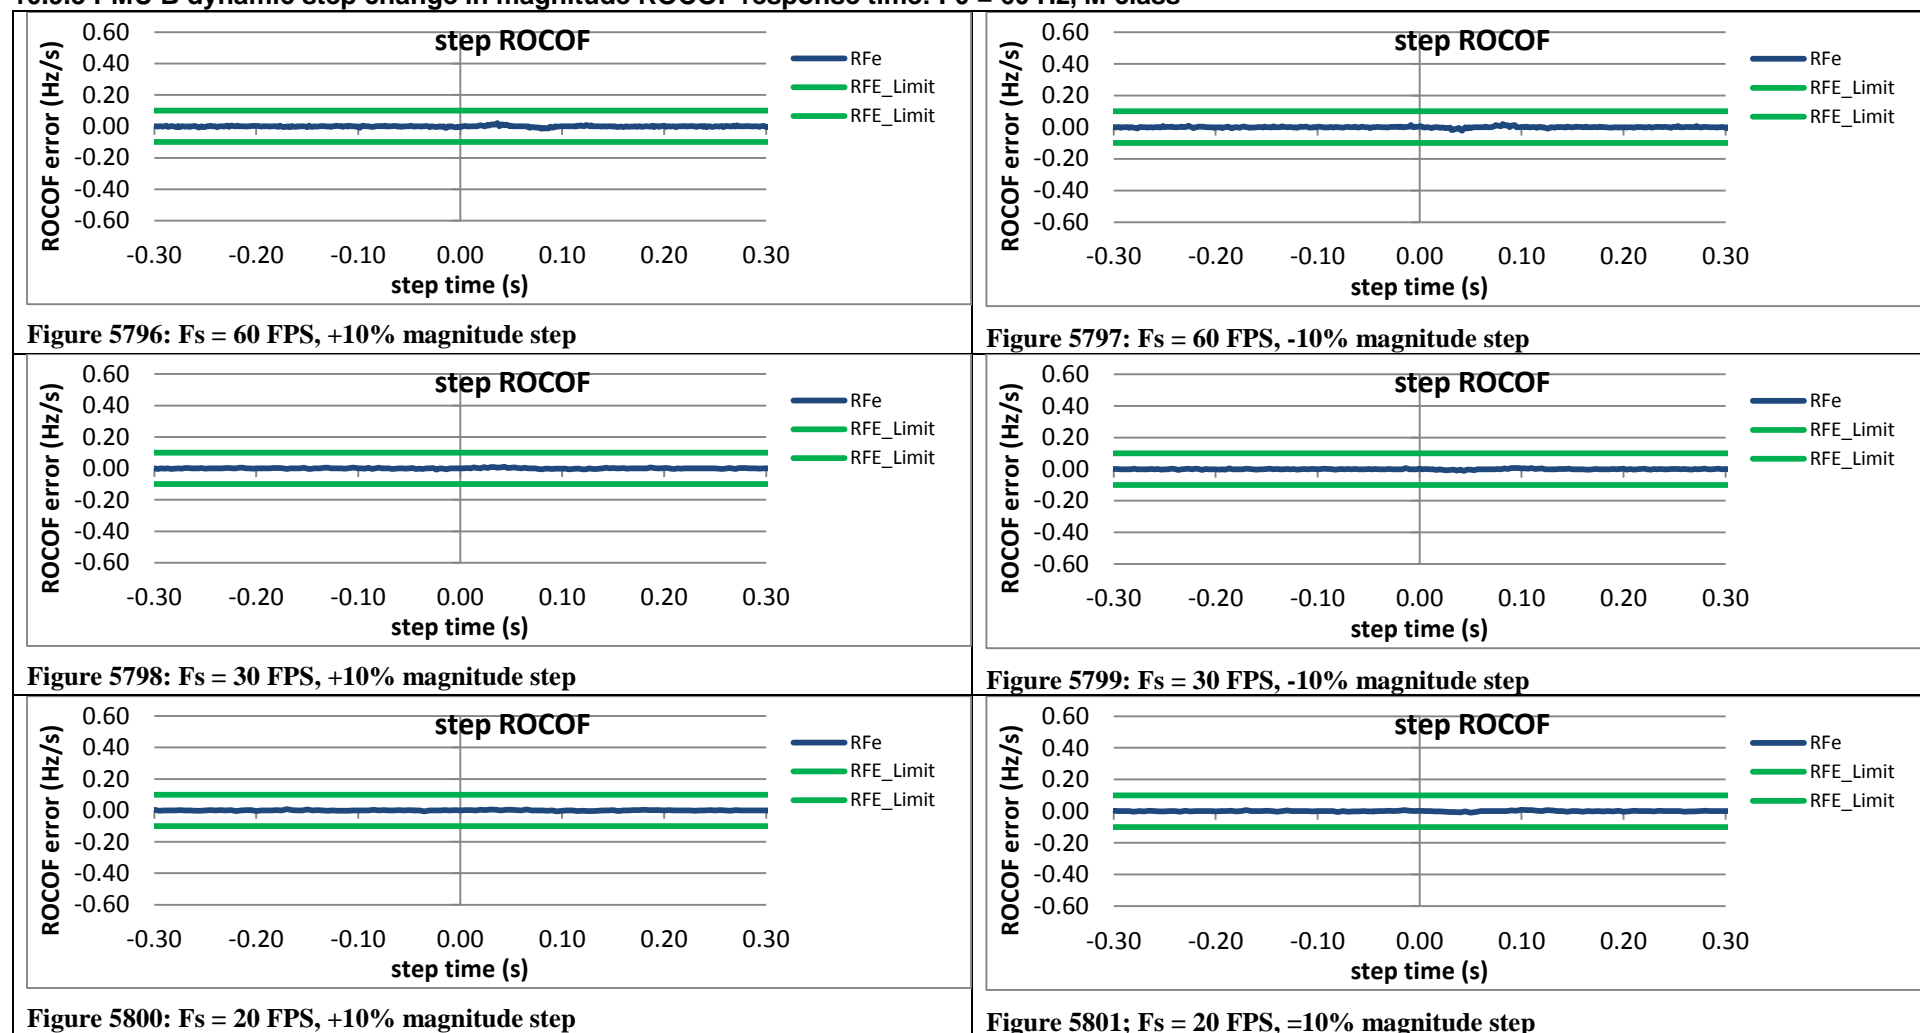 step ROCOF
ROCOF error (Hz/s)
0.60
0.40
0.20
0.00
-0.20
-0.40
-0.60
-0.30 -0.20 -0.10 0.00 0.10 0.20 0.30
step time (s)
RFe
RFE_Limit
RFE_Limit
Figure 5796: Fs = 60 FPS, +10% magnitude step
step ROCOF
ROCOF error (Hz/s)
0.60
0.40
0.20
0.00
-0.20
-0.40
-0.60
-0.30 -0.20 -0.10 0.00 0.10 0.20 0.30
step time (s)
RFe
RFE_Limit
RFE_Limit
Figure 5797: Fs = 60 FPS, -10% magnitude step
step ROCOF
ROCOF error (Hz/s)
0.60
0.40
0.20
0.00
-0.20
-0.40
-0.60
-0.30 -0.20 -0.10 0.00 0.10 0.20 0.30
step time (s)
RFe
RFE_Limit
RFE_Limit
Figure 5798: Fs = 30 FPS, +10% magnitude step
step ROCOF
ROCOF error (Hz/s)
0.60
0.40
0.20
0.00
-0.20
-0.40
-0.60
-0.30 -0.20 -0.10 0.00 0.10 0.20 0.30
step time (s)
RFe
RFE_Limit
RFE_Limit
Figure 5799: Fs = 30 FPS, -10% magnitude step
step ROCOF
ROCOF error (Hz/s)
0.60
0.40
0.20
0.00
-0.20
-0.40
-0.60
-0.30 -0.20 -0.10 0.00 0.10 0.20 0.30
step time (s)
RFe
RFE_Limit
RFE_Limit
Figure 5800: Fs = 20 FPS, +10% magnitude step
step ROCOF
ROCOF error (Hz/s)
0.60
0.40
0.20
0.00
-0.20
-0.40
-0.60
-0.30 -0.20 -0.10 0.00 0.10 0.20 0.30
step time (s)
RFe
RFE_Limit
RFE_Limit
Figure 5801; Fs = 20 FPS, =10% magnitude step